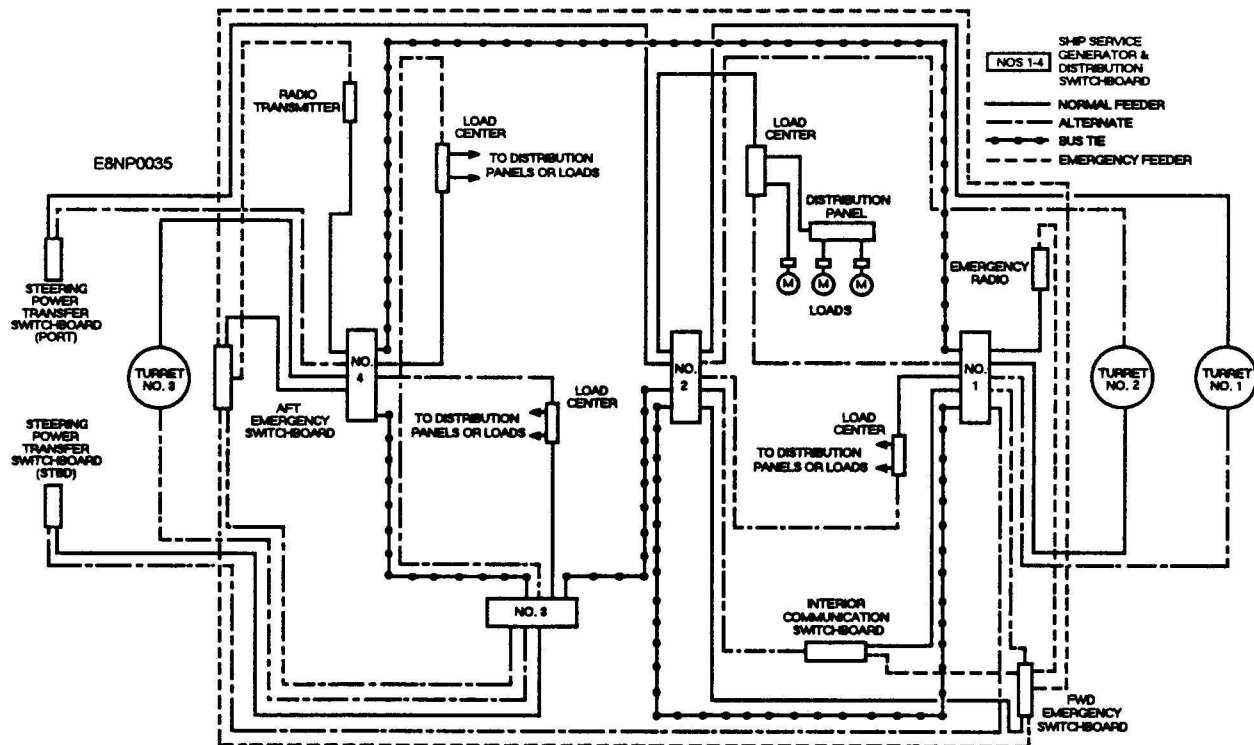 NOS 1-4
SHIP SERVICE
GENERATOR &
DISTRIBUTION
SWITCHBOARD
NORMAL FEEDER
ALTERNATE
BUS TIE
EMERGENCY FEEDER
RADIO
TRANSMITTER
LOAD
CENTER
TO DISTRIBUTION
PANELS OR LOADS
LOAD
CENTER
E8NP0035
DISTRIBUTION
PANEL
M
M
M
LOADS
EMERGENCY
RADIO
STEERING
POWER
TRANSFER
SWITCHBOARD
(PORT)
TURRET
NO. 3
NO.
4
NO.
2
NO.
1
TURRET
NO. 2
TURRET
NO. 1
AFT
EMERGENCY
SWITCHBOARD
LOAD
CENTER
TO DISTRIBUTION
PANELS OR LOADS
LOAD
CENTER
TO DISTRIBUTION
PANELS OR LOADS
STEERING
POWER
TRANSFER
SWITCHBOARD
(STBD)
NO. 3
INTERIOR
COMMUNICATION
SWITCHBOARD
FWD
EMERGENCY
SWITCHBOARD